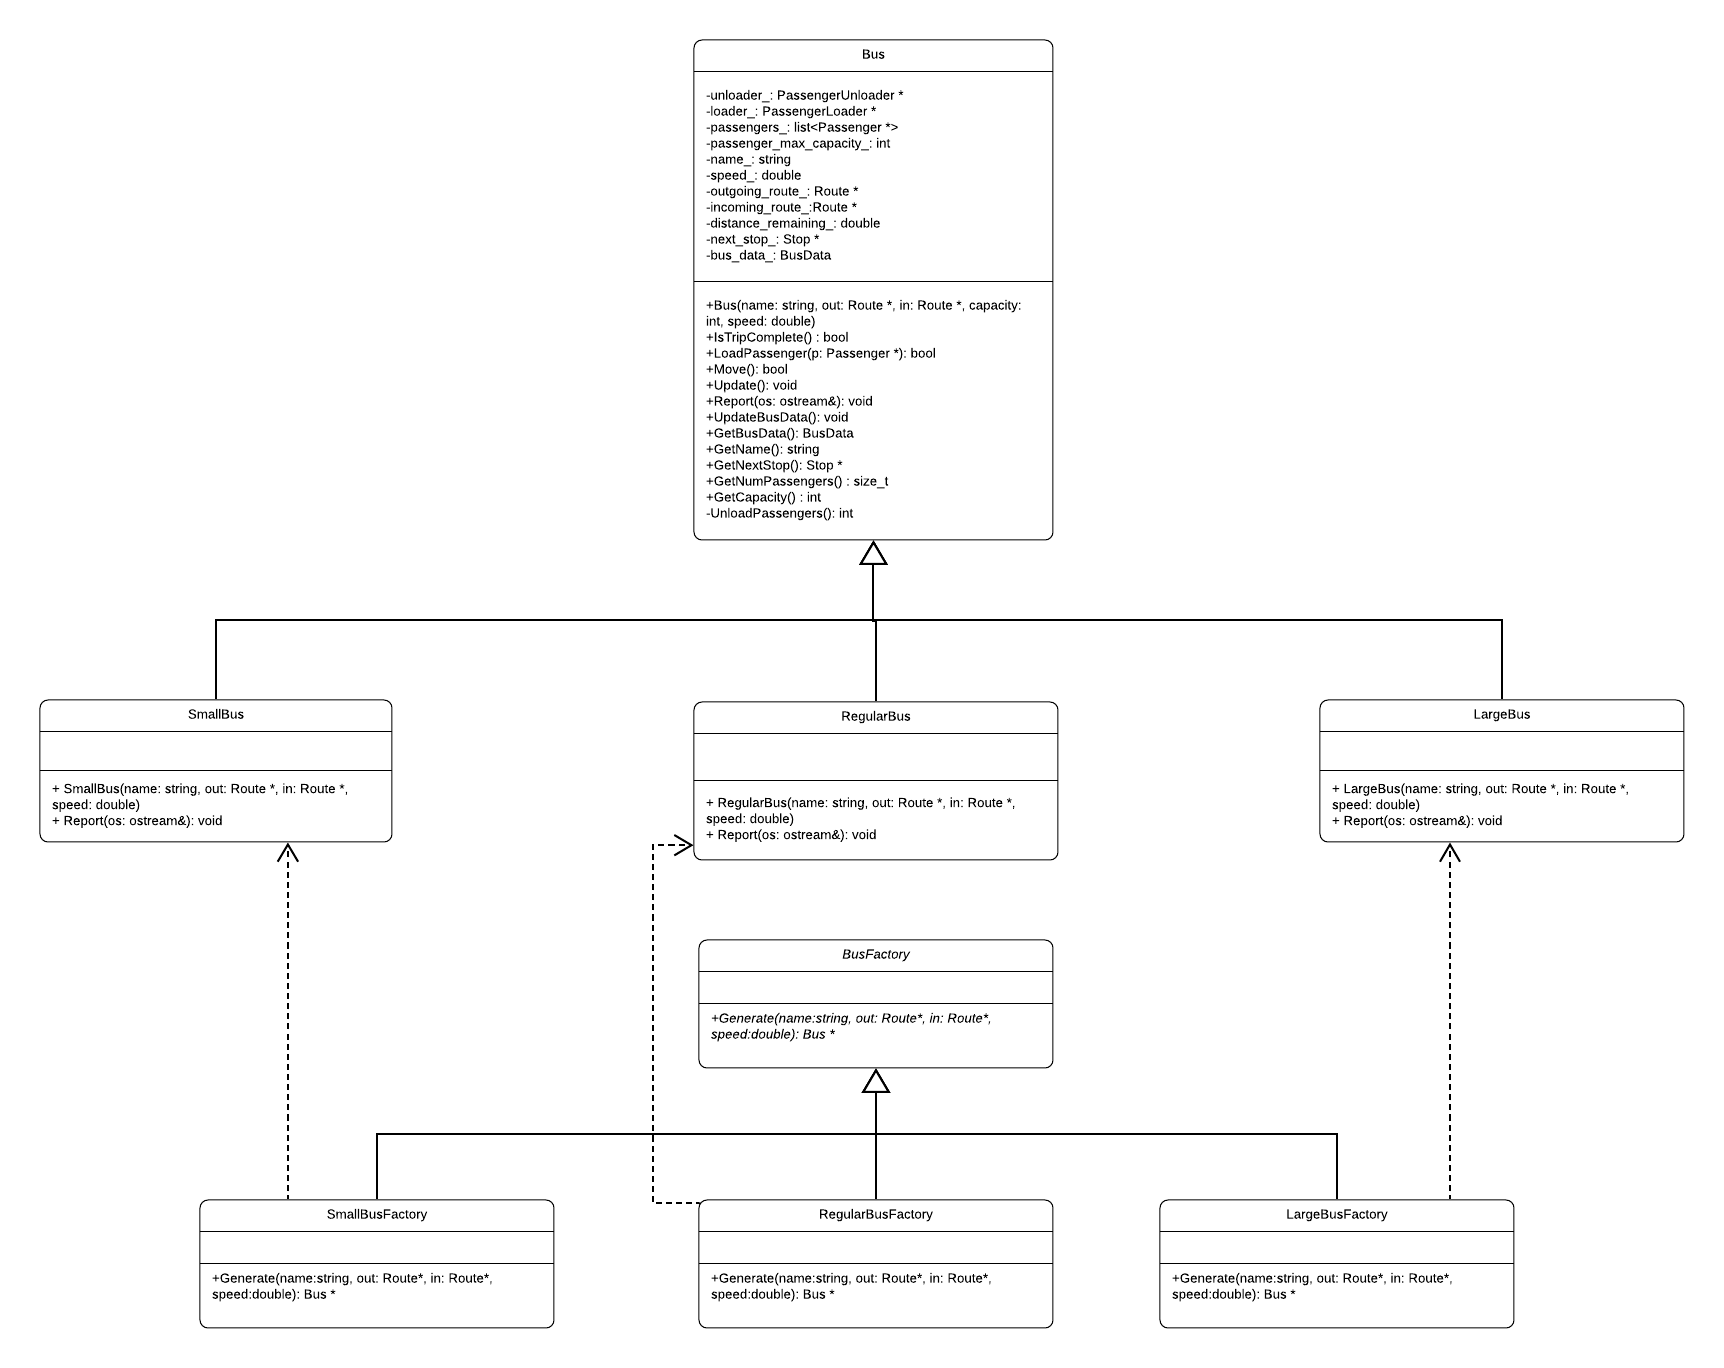 Bus
-unloader_: PassengerUnloader *
-loader_: PassengerLoader *
-passengers_: list<Passenger *>
-passenger_max_capacity_: int
-name_: string
-speed_: double
-outgoing_route_: Route *
-incoming_route_:Route *
-distance_remaining_: double
-next_stop_: Stop *
-bus_data_: BusData
+Bus(name: string, out: Route *, in: Route *, capacity:
int, speed: double)
+IsTripComplete() : bool
+LoadPassenger(p: Passenger *): bool
+Move(): bool
+Update(): void
+Report(os: ostream&): void
+UpdateBusData(): void
+GetBusData(): BusData
+GetName(): string
+GetNextStop(): Stop *
+GetNumPassengers() : size_t
+GetCapacity() : int
-UnloadPassengers(): int
SmallBus
+ SmallBus(name: string, out: Route *, in: Route *,
speed: double)
+ Report(os: ostream&): void
RegularBus
+ RegularBus(name: string, out: Route *, in: Route *,
speed: double)
+ Report(os: ostream&): void
LargeBus
+ LargeBus(name: string, out: Route *, in: Route *,
speed: double)
+ Report(os: ostream&): void
BusFactory
+Generate(name:string, out: Route*, in: Route*,
speed:double): Bus *
SmallBusFactory
+Generate(name:string, out: Route*, in: Route*,
speed:double): Bus *
RegularBusFactory
+Generate(name:string, out: Route*, in: Route*,
speed:double): Bus *
LargeBusFactory
+Generate(name:string, out: Route*, in: Route*,
speed:double): Bus *